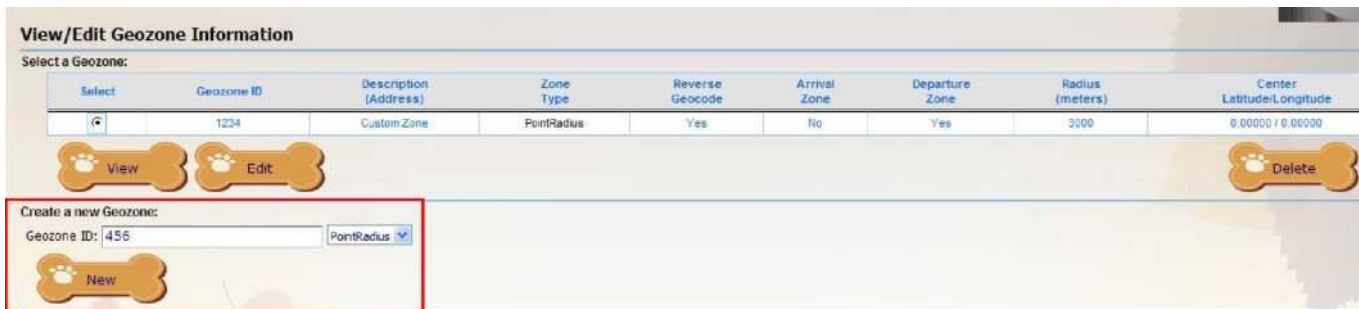 View/Edit Geozone Information
Select a Geozone:
Select Geozone ID Description (Address) Zone Type Reverse Geocode Arrival Zone Departure Zone Radius (meters) Center Latitude/Longitude
1234 Custom Zone PointRadius Yes No Yes 3000 0.00000 / 0.00000
View Edit Delete
Create a new Geozone:
Geozone ID: 456 PointRadius
New